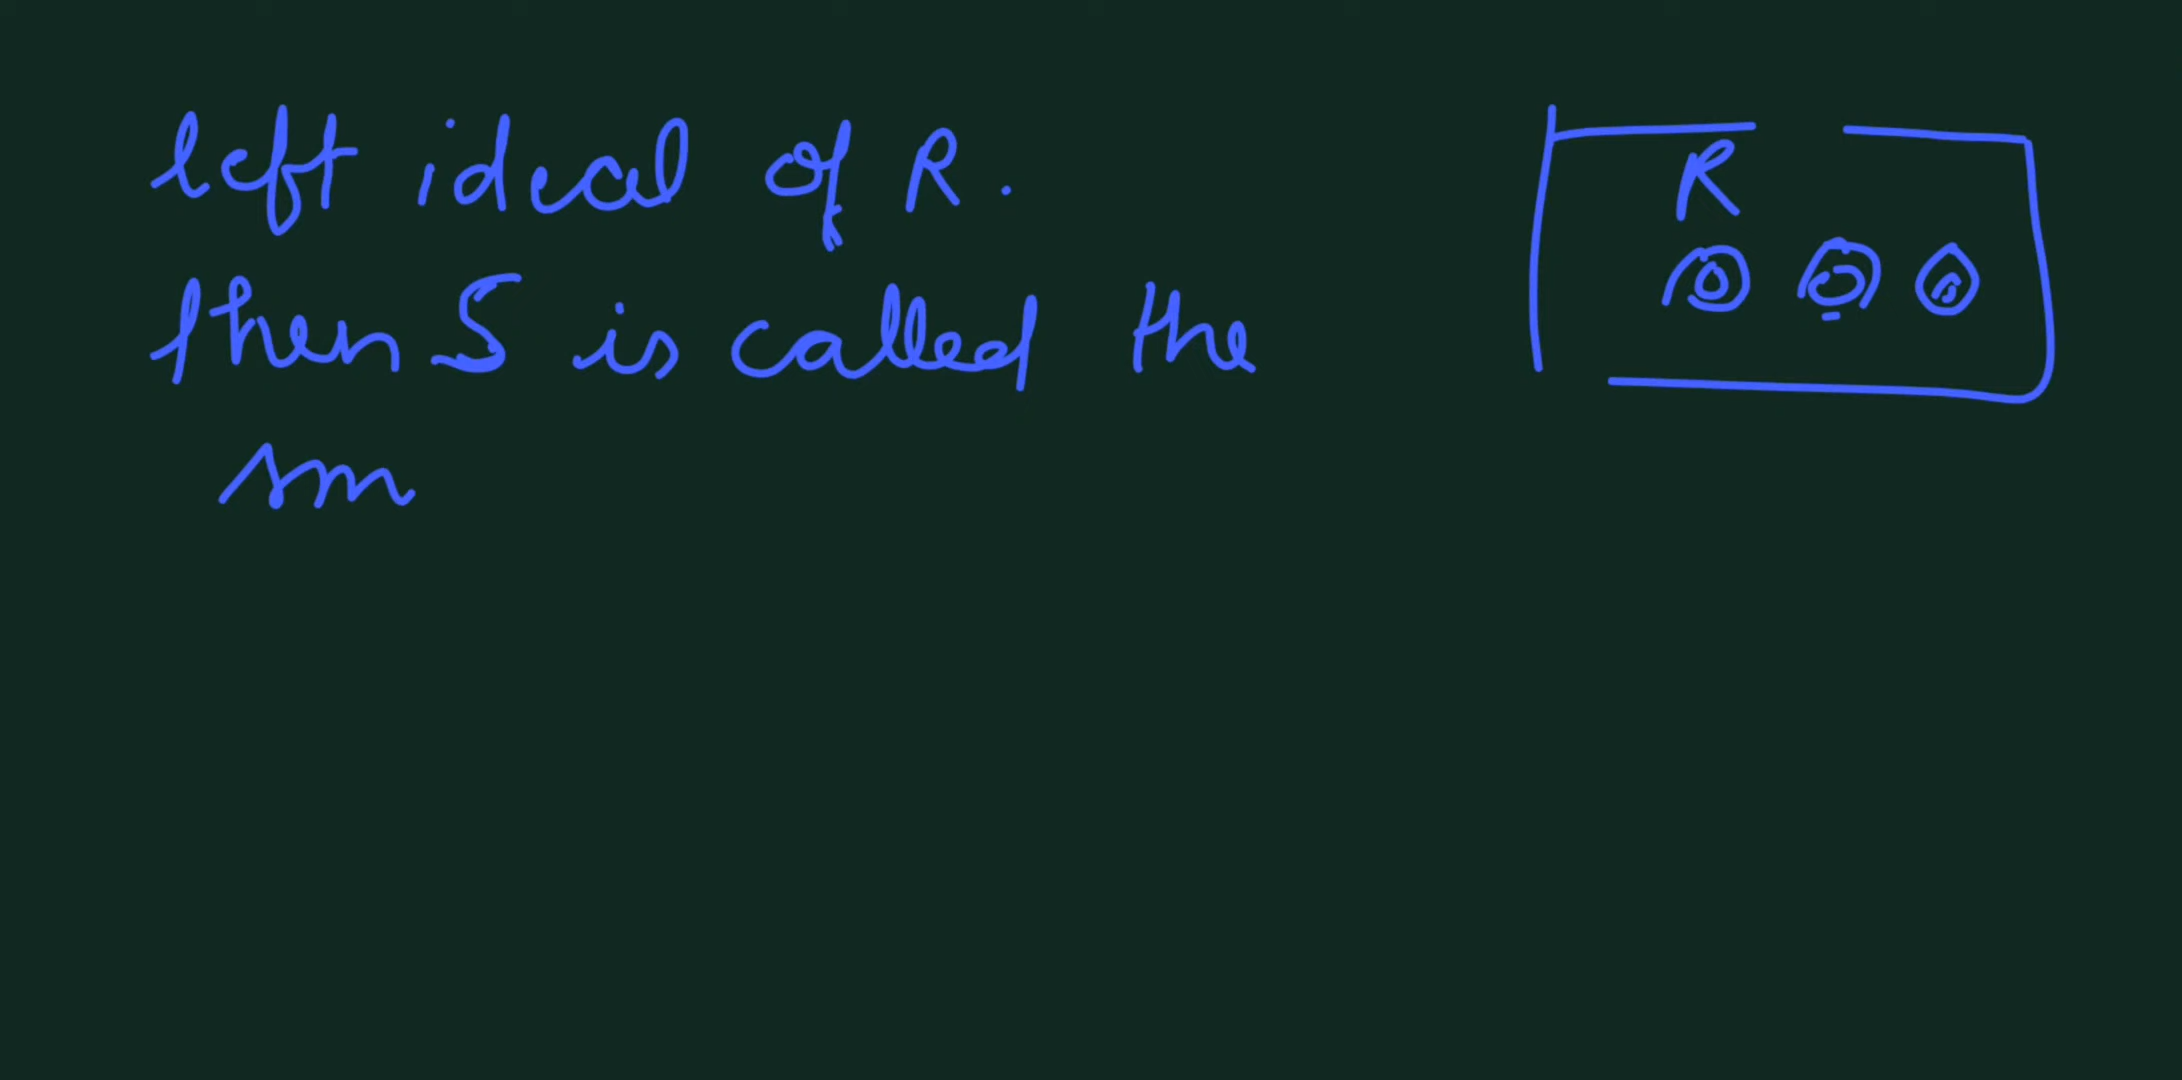 left ideal of R.
then S is called the
sm
R